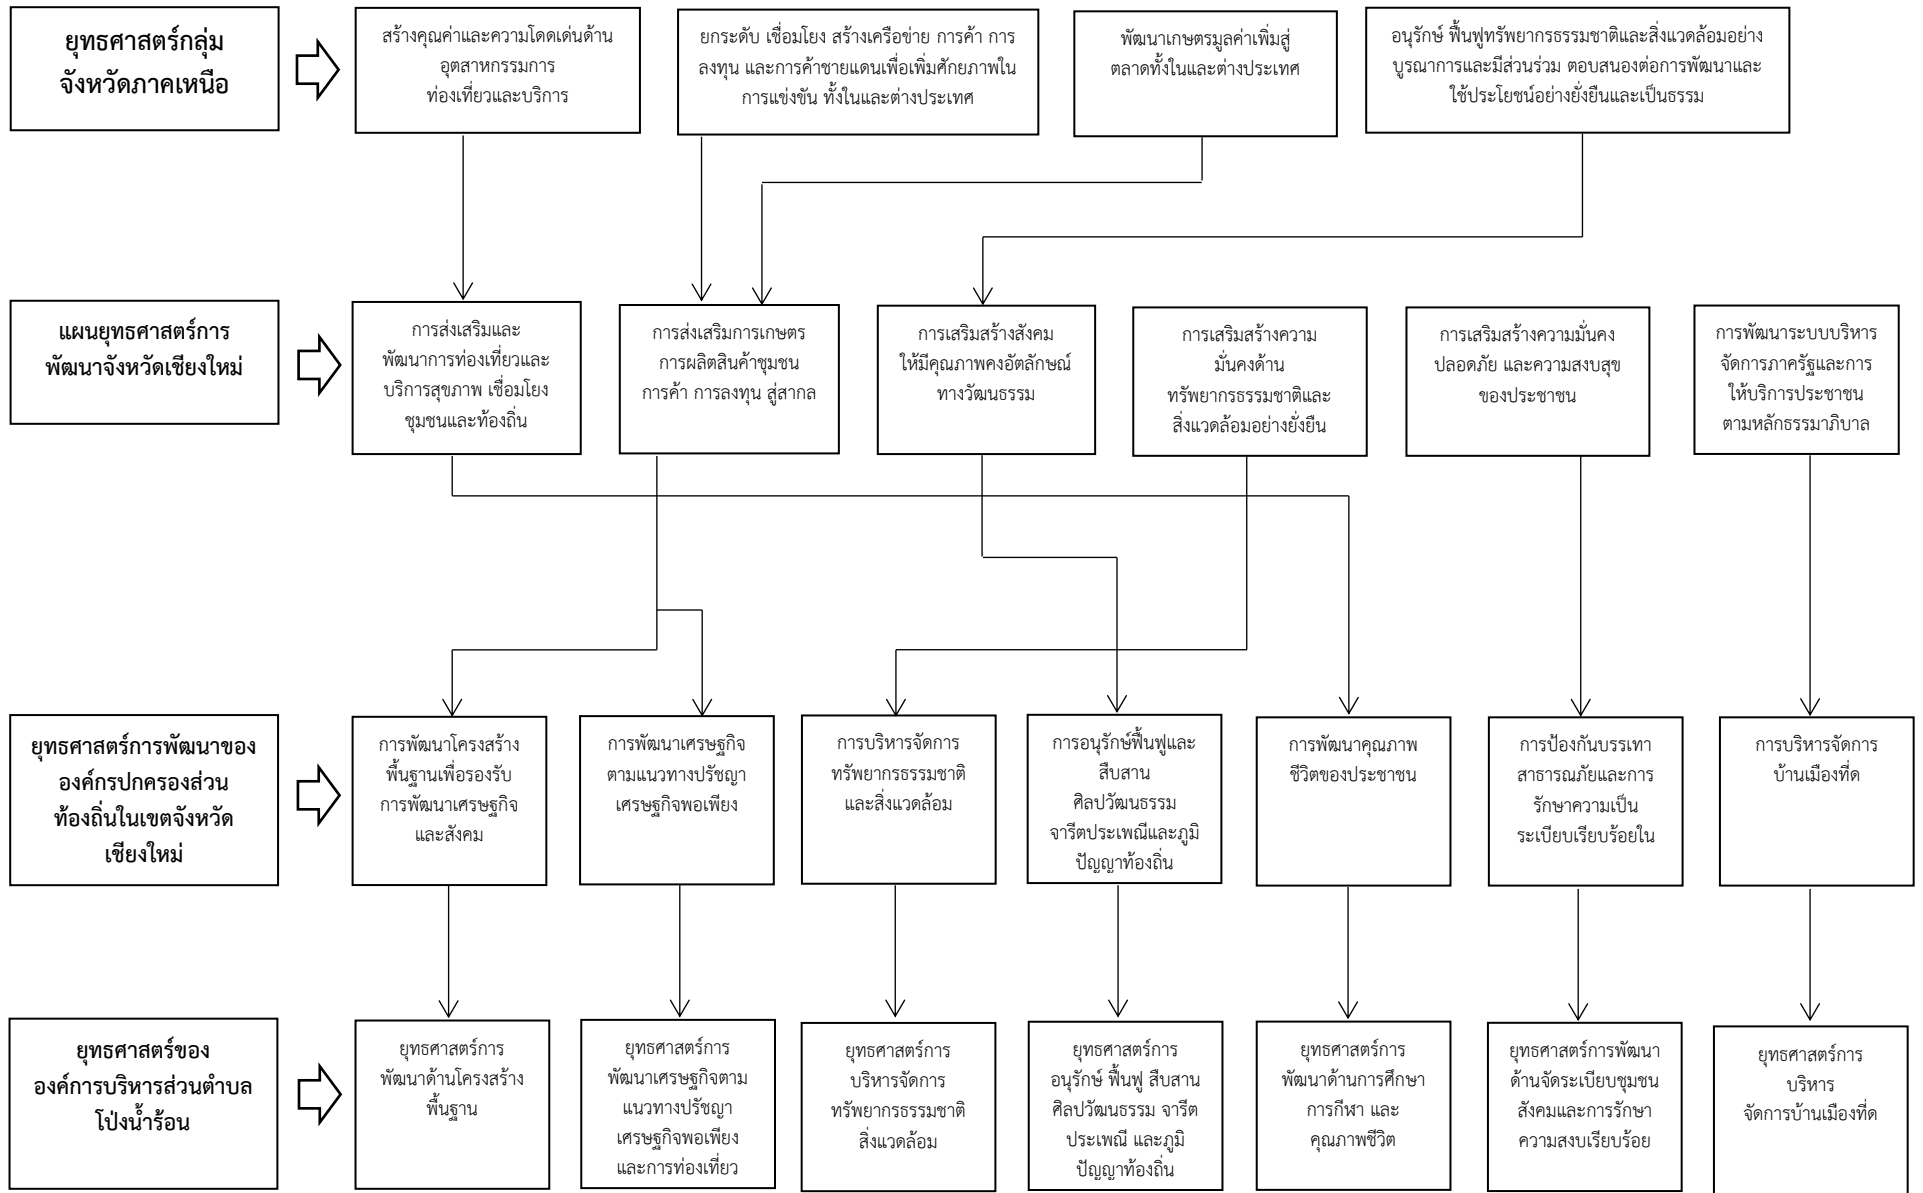 ยุทธศาสตร์กลุ่ม
จังหวัดภาคเหนือ
สร้างคุณค่าและความโดดเด่นด้าน
อุตสาหกรรมการ
ท่องเที่ยวและบริการ
ยกระดับ เชื่อมโยง สร้างเครือข่าย การค้า การ
ลงทุน และการค้าชายแดนเพื่อเพิ่มศักยภาพใน
การแข่งขัน ทั้งในและต่างประเทศ
พัฒนาเกษตรมูลค่าเพิ่มสู่
ตลาดทั้งในและต่างประเทศ
อนุรักษ์ ฟื้นฟูทรัพยากรธรรมชาติและสิ่งแวดล้อมอย่าง
บูรณาการและมีส่วนร่วม ตอบสนองต่อการพัฒนาและ
ใช้ประโยชน์อย่างยั่งยืนและเป็นธรรม
แผนยุทธศาสตร์การ
พัฒนาจังหวัดเชียงใหม่
การส่งเสริมและ
พัฒนาการท่องเที่ยวและ
บริการสุขภาพ เชื่อมโยง
ชุมชนและท้องถิ่น
การส่งเสริมการเกษตร
การผลิตสินค้าชุมชน
การค้า การลงทุน สู่สากล
การเสริมสร้างสังคม
ให้มีคุณภาพคงอัตลักษณ์
ทางวัฒนธรรม
การเสริมสร้างความ
มั่นคงด้าน
ทรัพยากรธรรมชาติและ
สิ่งแวดล้อมอย่างยั่งยืน
การเสริมสร้างความมั่นคง
ปลอดภัย และความสงบสุข
ของประชาชน
การพัฒนาระบบบริหาร
จัดการภาครัฐและการ
ให้บริการประชาชน
ตามหลักธรรมาภิบาล
ยุทธศาสตร์การพัฒนาของ
องค์กรปกครองส่วน
ท้องถิ่นในเขตจังหวัด
เชียงใหม่
การพัฒนาโครงสร้าง
พื้นฐานเพื่อรองรับ
การพัฒนาเศรษฐกิจ
และสังคม
การพัฒนาเศรษฐกิจ
ตามแนวทางปรัชญา
เศรษฐกิจพอเพียง
การบริหารจัดการ
ทรัพยากรธรรมชาติ
และสิ่งแวดล้อม
การอนุรักษ์ฟื้นฟูและ
สืบสาน
ศิลปวัฒนธรรม
จารีตประเพณีและภูมิ
ปัญญาท้องถิ่น
การพัฒนาคุณภาพ
ชีวิตของประชาชน
การป้องกันบรรเทา
สาธารณภัยและการ
รักษาความเป็น
ระเบียบเรียบร้อยใน
การบริหารจัดการ
บ้านเมืองที่ด
ยุทธศาสตร์ของ
องค์การบริหารส่วนตำบล
โป่งน้ำร้อน
ยุทธศาสตร์การ
พัฒนาด้านโครงสร้าง
พื้นฐาน
ยุทธศาสตร์การ
พัฒนาเศรษฐกิจตาม
แนวทางปรัชญา
เศรษฐกิจพอเพียง
และการท่องเที่ยว
ยุทธศาสตร์การ
บริหารจัดการ
ทรัพยากรธรรมชาติ
สิ่งแวดล้อม
ยุทธศาสตร์การ
อนุรักษ์ ฟื้นฟู สืบสาน
ศิลปวัฒนธรรม จารีต
ประเพณี และภูมิ
ปัญญาท้องถิ่น
ยุทธศาสตร์การ
พัฒนาด้านการศึกษา
การกีฬา และ
คุณภาพชีวิต
ยุทธศาสตร์การพัฒนา
ด้านจัดระเบียบชุมชน
สังคมและการรักษา
ความสงบเรียบร้อย
ยุทธศาสตร์การ
บริหาร
จัดการบ้านเมืองที่ด